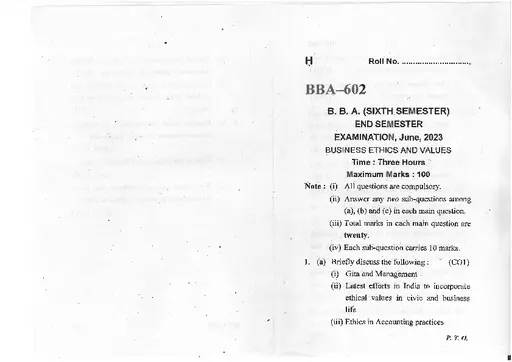 H
Roll No. ..............................
BBA–602
B. B. A. (SIXTH SEMESTER)
END SEMESTER
EXAMINATION, June, 2023
BUSINESS ETHICS AND VALUES
Time : Three Hours
Maximum Marks : 100
Note : (i) All questions are compulsory.
(ii) Answer any two sub-questions among
(a), (b) and (c) in each main question.
(iii) Total marks in each main question are
twenty.
(iv) Each sub-question carries 10 marks.
1. (a) Briefly discuss the following : (CO1)
(i) Gita and Management
(ii) Latest efforts in India to incorporate
ethical values in civic and business
life
(iii) Ethics in Accounting practices
P. T. O.